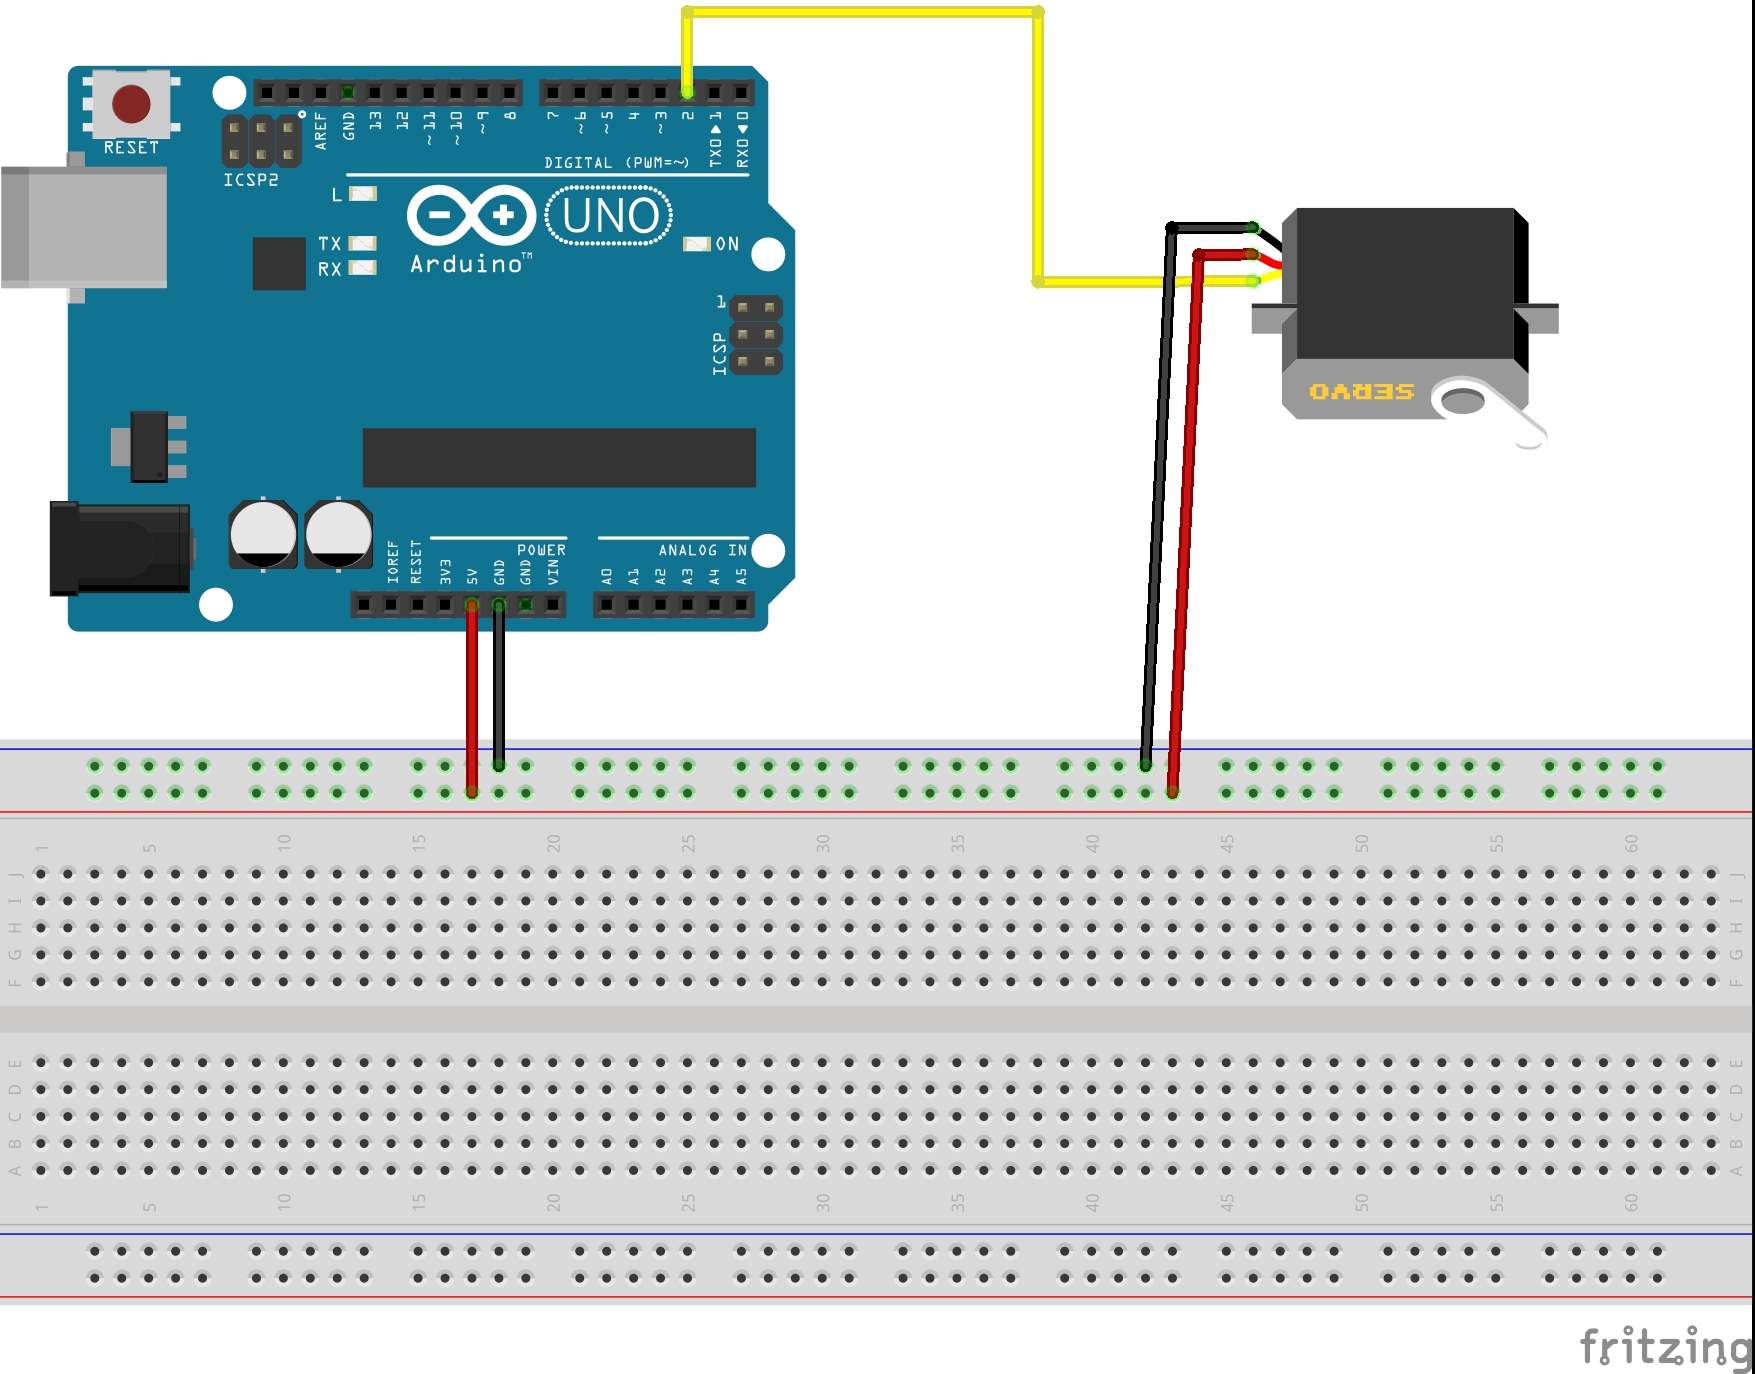 RESET
ICSP2
AREF
GND
13
12
~11
~10
~9
8
7
~6
~5
4
~3
2
TX0▶1
RX0◀0
DIGITAL (PWM=~)
L
TX
RX
UNO
Arduino™
ON
1
ICSP
IOREF
RESET
3V3
5V
GND
GND
VIN
POWER
ANALOG IN
A0
A1
A2
A3
A4
A5
SERVO
1 5 10 15 20 25 30 35 40 45 50 55 60
J J
I I
H H
G G
F F
E E
D D
C C
B B
A A
1 5 10 15 20 25 30 35 40 45 50 55 60
fritzing